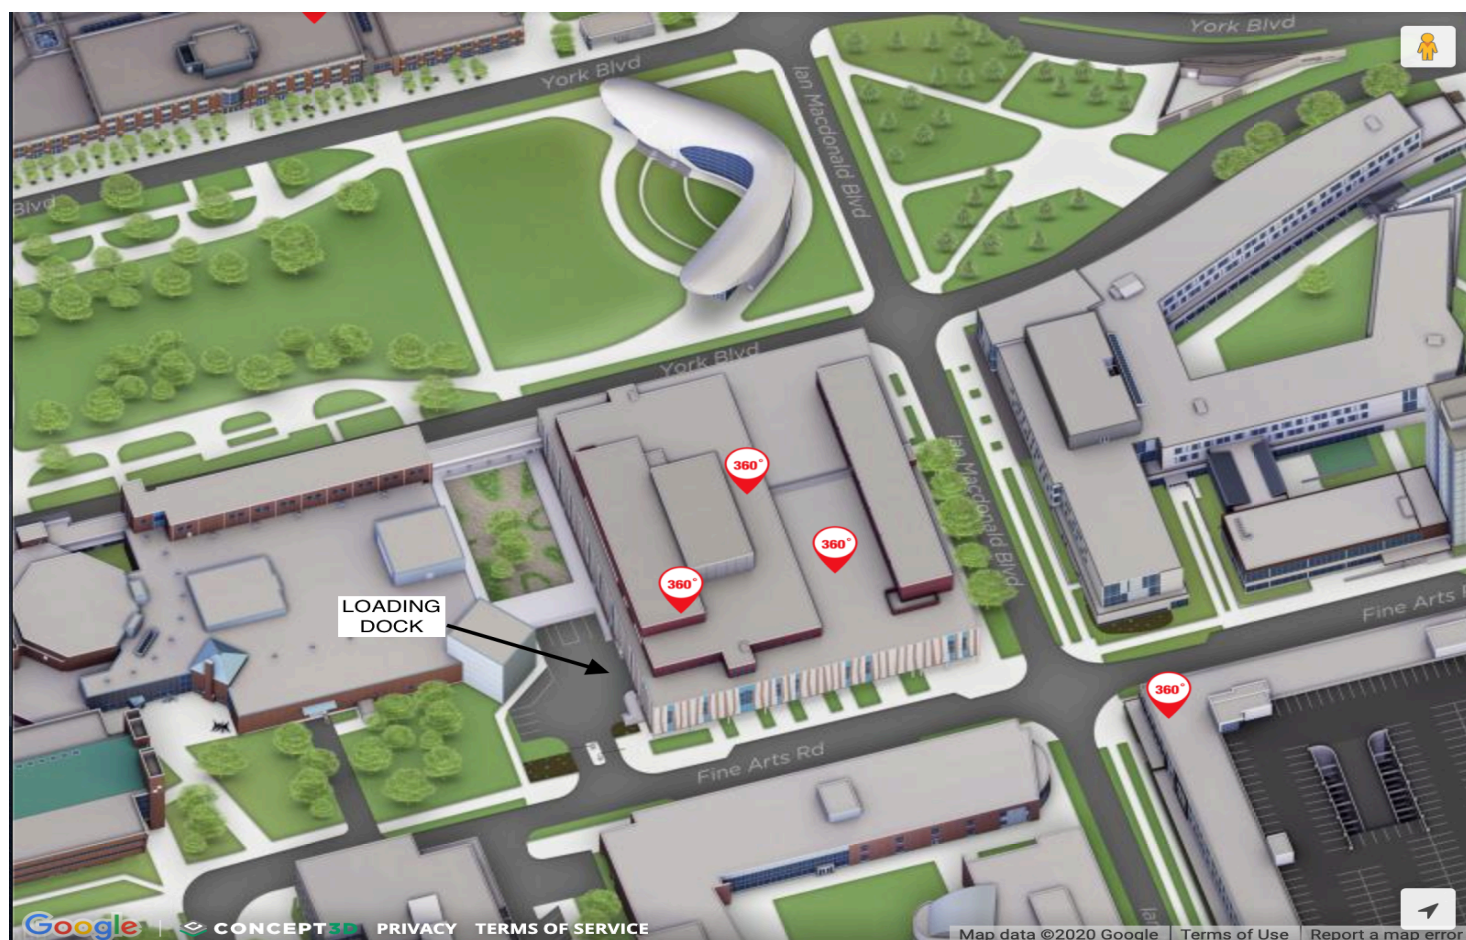 York Blvd
York Blvd
Ian Macdonald Blvd
Blvd
York Blvd
360°
Ian Macdonald Blvd
360°
360°
LOADING
DOCK
Fine Arts
360°
Fine Arts Rd
Google
CONCEPT3D PRIVACY TERMS OF SERVICE
Map data ©2020 Google Terms of Use Report a map error